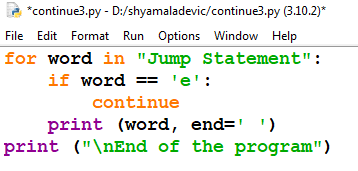 *continue3.py - D:/shyamaladevic/continue3.py (3.10.2)*
File Edit Format Run Options Window Help
for word in "Jump Statement":
    if word == 'e':
        continue
    print (word, end=' ')
print ("\nEnd of the program")